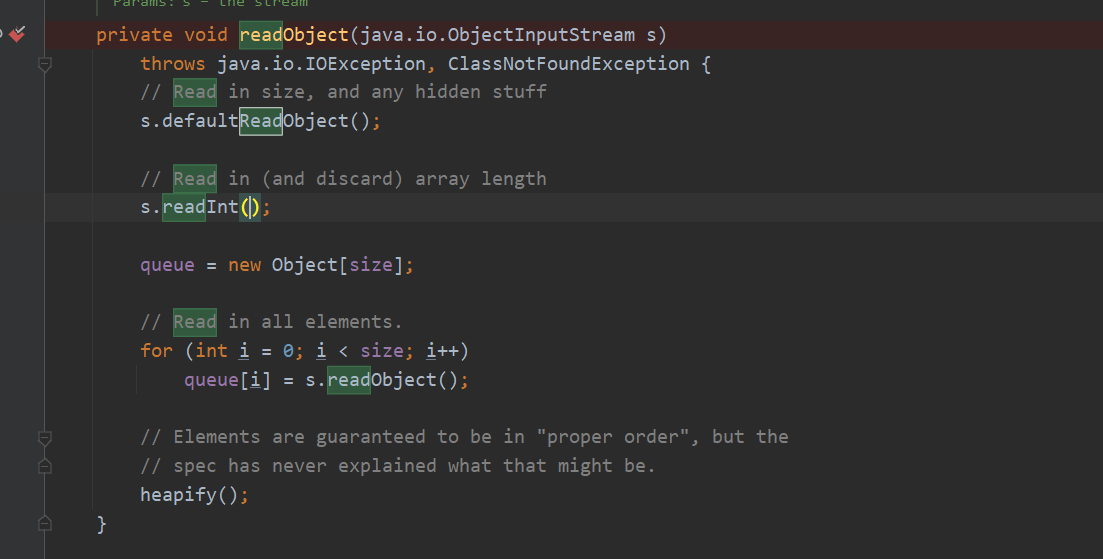 Params: s – the stream
private void readObject(java.io.ObjectInputStream s)
throws java.io.IOException, ClassNotFoundException {
// Read in size, and any hidden stuff
s.defaultReadObject();
// Read in (and discard) array length
s.readInt();
queue = new Object[size];
// Read in all elements.
for (int i = 0; i < size; i++)
queue[i] = s.readObject();
// Elements are guaranteed to be in "proper order", but the
// spec has never explained what that might be.
heapify();
}